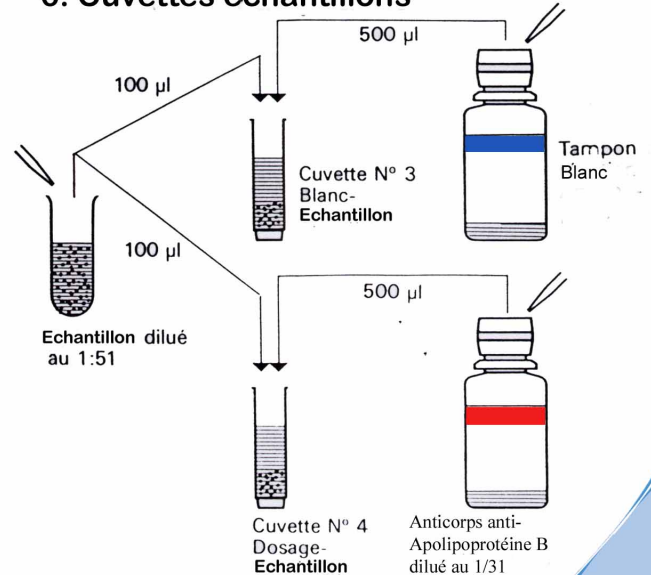 6. Cuvettes échantillons
500 µl
100 µl
Tampon
Blanc
Cuvette N° 3
Blanc-
Echantillon
100 µl
500 µl
Echantillon dilué
au 1:51
Cuvette N° 4
Dosage-
Echantillon
Anticorps anti-
Apolipoprotéine B
dilué au 1/31